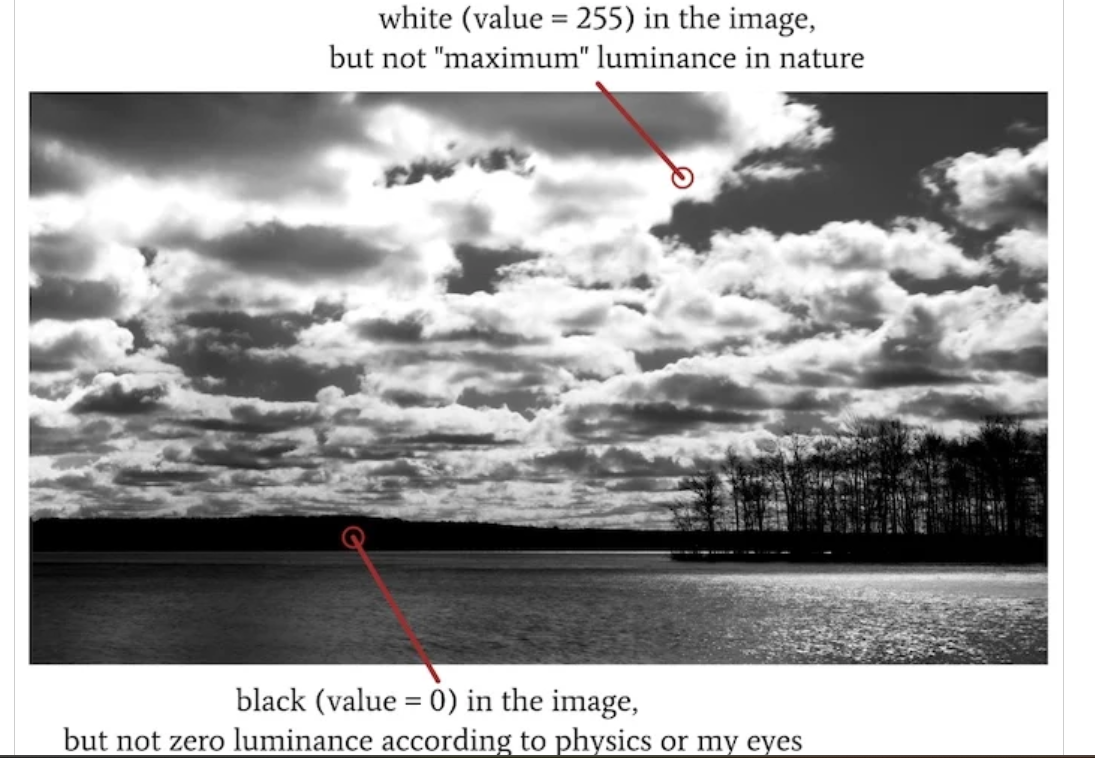 white (value = 255) in the image,
but not "maximum" luminance in nature
black (value = 0) in the image,
but not zero luminance according to physics or my eyes